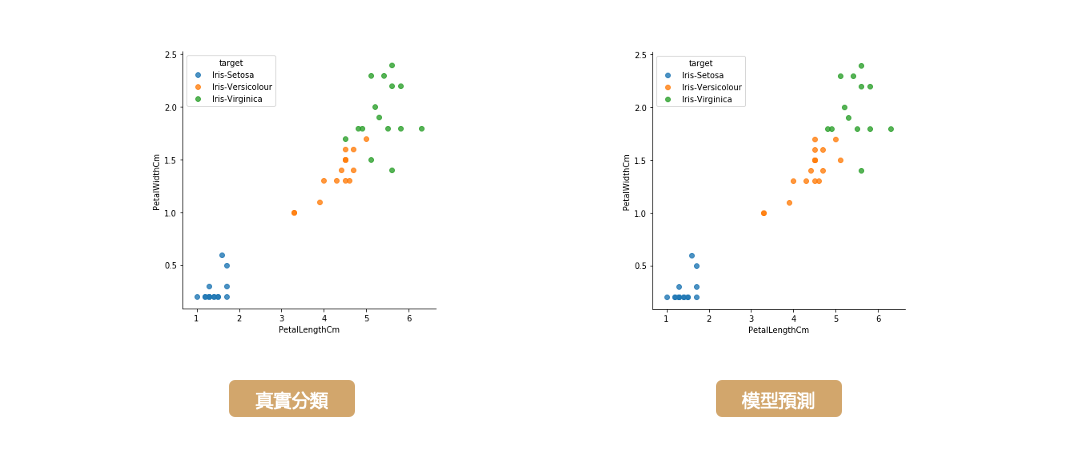 2.5
2.0
1.5
1.0
0.5
PetalWidthCm
target
Iris-Setosa
Iris-Versicolour
Iris-Virginica
1 2 3 4 5 6
PetalLengthCm
真實分類
2.5
2.0
1.5
1.0
0.5
PetalWidthCm
target
Iris-Setosa
Iris-Versicolour
Iris-Virginica
1 2 3 4 5 6
PetalLengthCm
模型預測